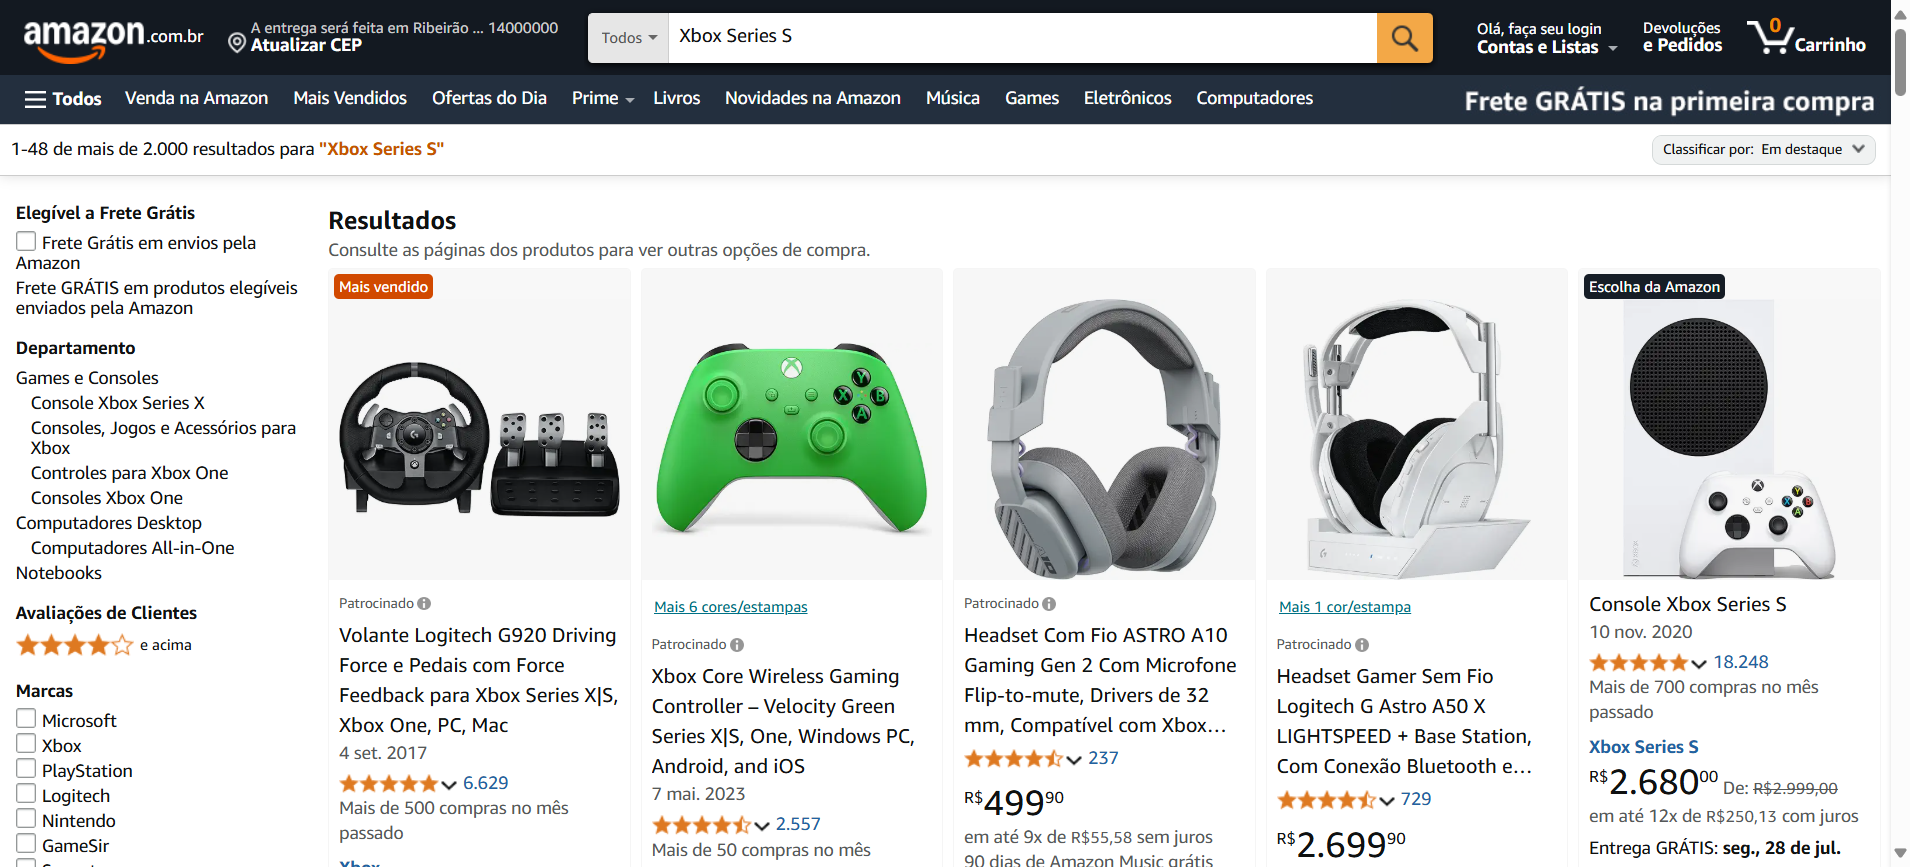 amazon.com.br
A entrega será feita em Ribeirão ... 14000000
Atualizar CEP
Todos
Xbox Series S
Olá, faça seu login
Contas e Listas
Devoluções
e Pedidos
0
Carrinho
Todos
Venda na Amazon
Mais Vendidos
Ofertas do Dia
Prime
Livros
Novidades na Amazon
Música
Games
Eletrônicos
Computadores
Frete GRÁTIS na primeira compra
1-48 de mais de 2.000 resultados para "Xbox Series S"
Classificar por: Em destaque
Elegível a Frete Grátis
Frete Grátis em envios pela
Amazon
Frete GRÁTIS em produtos elegíveis
enviados pela Amazon
Departamento
Games e Consoles
Console Xbox Series X
Consoles, Jogos e Acessórios para
Xbox
Controles para Xbox One
Consoles Xbox One
Computadores Desktop
Computadores All-in-One
Notebooks
Avaliações de Clientes
e acima
Marcas
Microsoft
Xbox
PlayStation
Logitech
Nintendo
GameSir
Resultados
Consulte as páginas dos produtos para ver outras opções de compra.
Mais vendido
Patrocinado
Volante Logitech G920 Driving
Force e Pedais com Force
Feedback para Xbox Series X|S,
Xbox One, PC, Mac
4 set. 2017
6.629
Mais de 500 compras no mês
passado
Xbox
Mais 6 cores/estampas
Patrocinado
Xbox Core Wireless Gaming
Controller – Velocity Green
Series X|S, One, Windows PC,
Android, and iOS
7 mai. 2023
2.557
Mais de 50 compras no mês
Patrocinado
Headset Com Fio ASTRO A10
Gaming Gen 2 Com Microfone
Flip-to-mute, Drivers de 32
mm, Compatível com Xbox...
237
R$49990
em até 9x de R$55,58 sem juros
90 dias de Amazon Music grátis
Mais 1 cor/estampa
Patrocinado
Headset Gamer Sem Fio
Logitech G Astro A50 X
LIGHTSPEED + Base Station,
Com Conexão Bluetooth e...
729
R$2.69990
Escolha da Amazon
Console Xbox Series S
10 nov. 2020
18.248
Mais de 700 compras no mês
passado
Xbox Series S
R$2.68000 De: R$2.999,00
em até 12x de R$250,13 com juros
Entrega GRÁTIS: seg., 28 de jul.